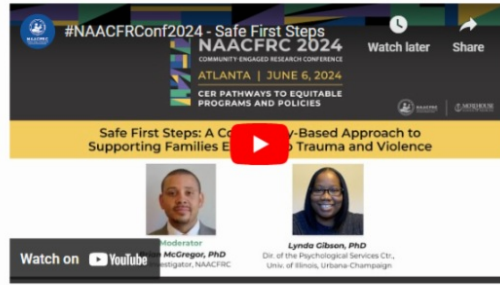 #NAACFRConf2024 - Safe First Steps
NAACFRC 2024
COMMUNITY-ENGAGED RESEARCH CONFERENCE
Watch later
Share
ATLANTA | JUNE 6, 2024
CER PATHWAYS TO EQUITABLE
PROGRAMS AND POLICIES
NAACFRC
MOREHOUSE
Safe First Steps: A Co y-Based Approach to
Supporting Families E o Trauma and Violence
Moderator
McGregor, PhD
Investigator, NAACFRC
Lynda Gibson, PhD
Dir. of the Psychological Services Ctr.,
Univ. of Illinois, Urbana-Champaign
Watch on YouTube